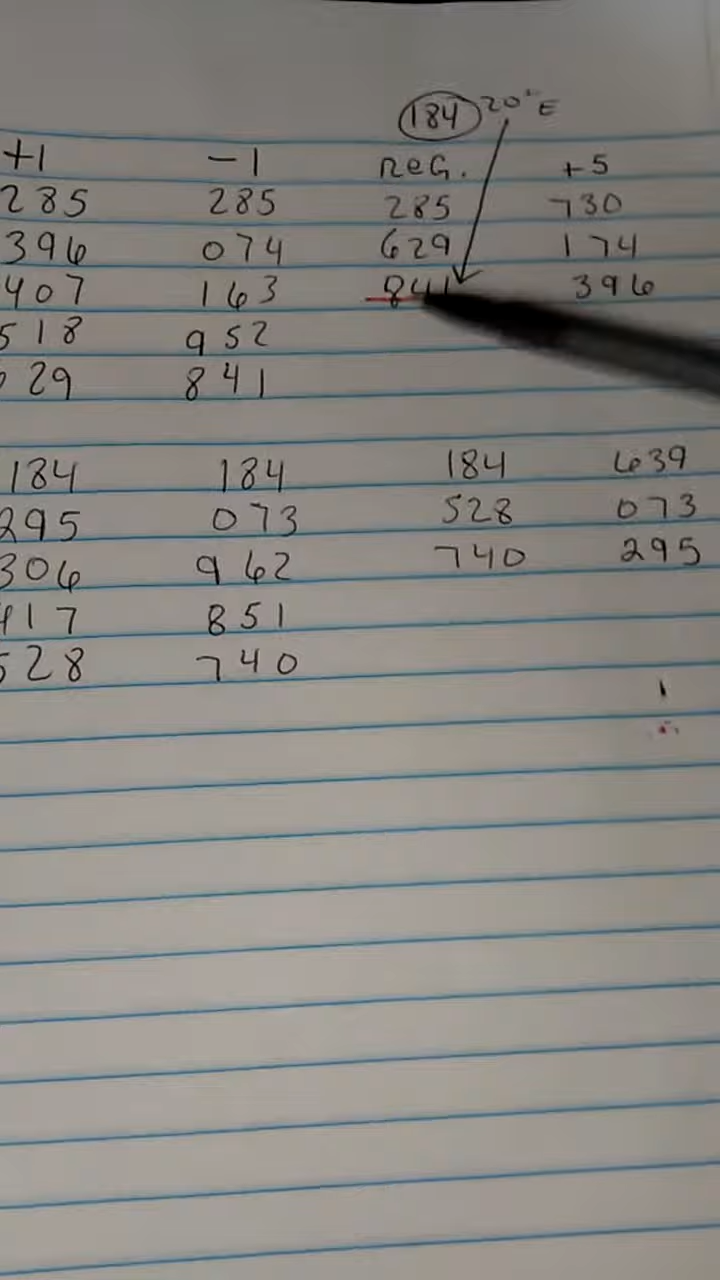 184 20° E
+1 -1 REG. +5
285 285 285 730
396 074 629 174
407 163 841 396
518 952
29 841
184 184 184 639
295 073 528 073
306 962 740 295
417 851
528 740